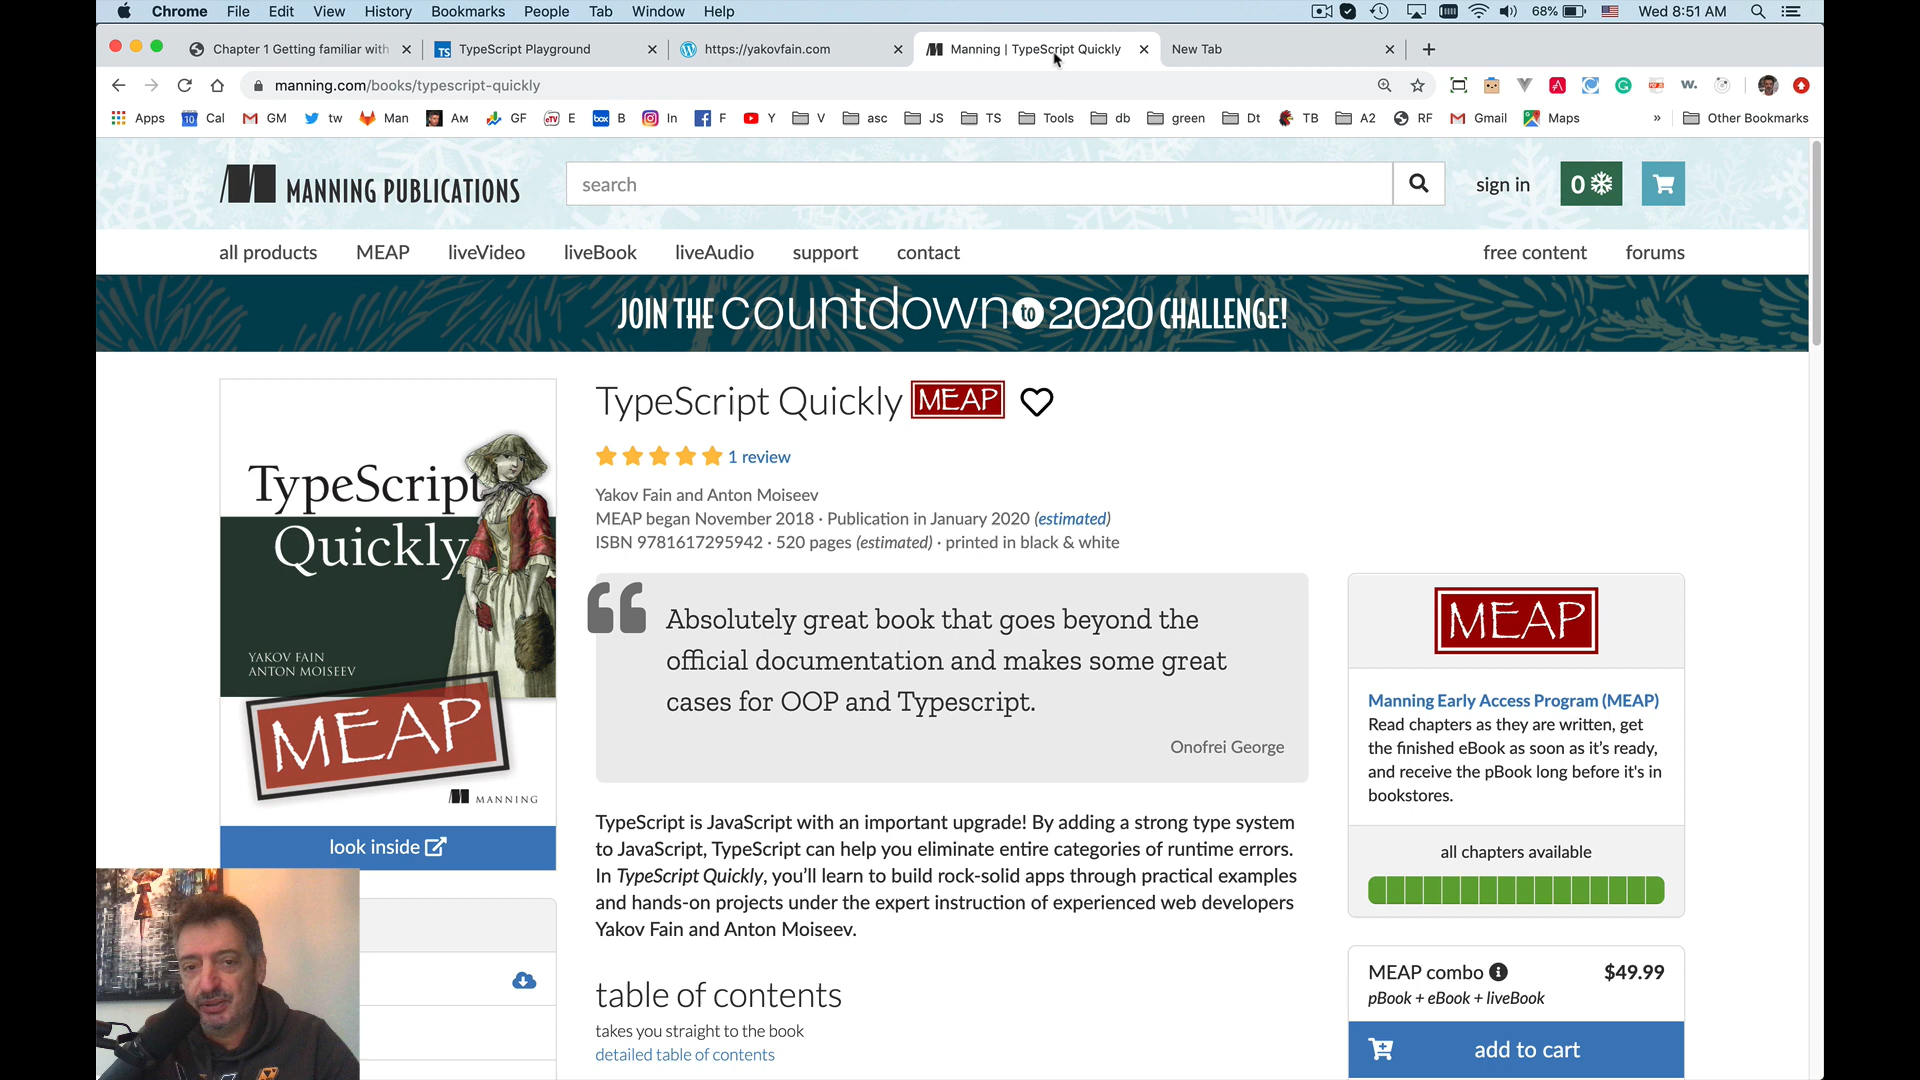 Chrome File Edit View History Bookmarks People Tab Window Help 68% Wed 8:51 AM
Chapter 1 Getting familiar with
TS TypeScript Playground
https://yakovfain.com
Manning | TypeScript Quickly
New Tab
manning.com/books/typescript-quickly
Apps 10 Cal GM tw Man Aм GF eTV E box B In F Y V asc JS TS Tools db green Dt TB A2 RF Gmail Maps » Other Bookmarks
MANNING PUBLICATIONS
search
sign in
0
all products MEAP liveVideo liveBook liveAudio support contact free content forums
JOIN THE countdown to 2020 CHALLENGE!
TypeScript
Quickly
YAKOV FAIN
ANTON MOISEEV
MEAP
MANNING
look inside
TypeScript Quickly MEAP
1 review
Yakov Fain and Anton Moiseev
MEAP began November 2018 · Publication in January 2020 (estimated)
ISBN 9781617295942 · 520 pages (estimated) · printed in black & white
“
Absolutely great book that goes beyond the
official documentation and makes some great
cases for OOP and Typescript.
Onofrei George
TypeScript is JavaScript with an important upgrade! By adding a strong type system
to JavaScript, TypeScript can help you eliminate entire categories of runtime errors.
In TypeScript Quickly, you’ll learn to build rock-solid apps through practical examples
and hands-on projects under the expert instruction of experienced web developers
Yakov Fain and Anton Moiseev.
table of contents
takes you straight to the book
detailed table of contents
MEAP
Manning Early Access Program (MEAP)
Read chapters as they are written, get
the finished eBook as soon as it’s ready,
and receive the pBook long before it's in
bookstores.
all chapters available
MEAP combo $49.99
pBook + eBook + liveBook
add to cart